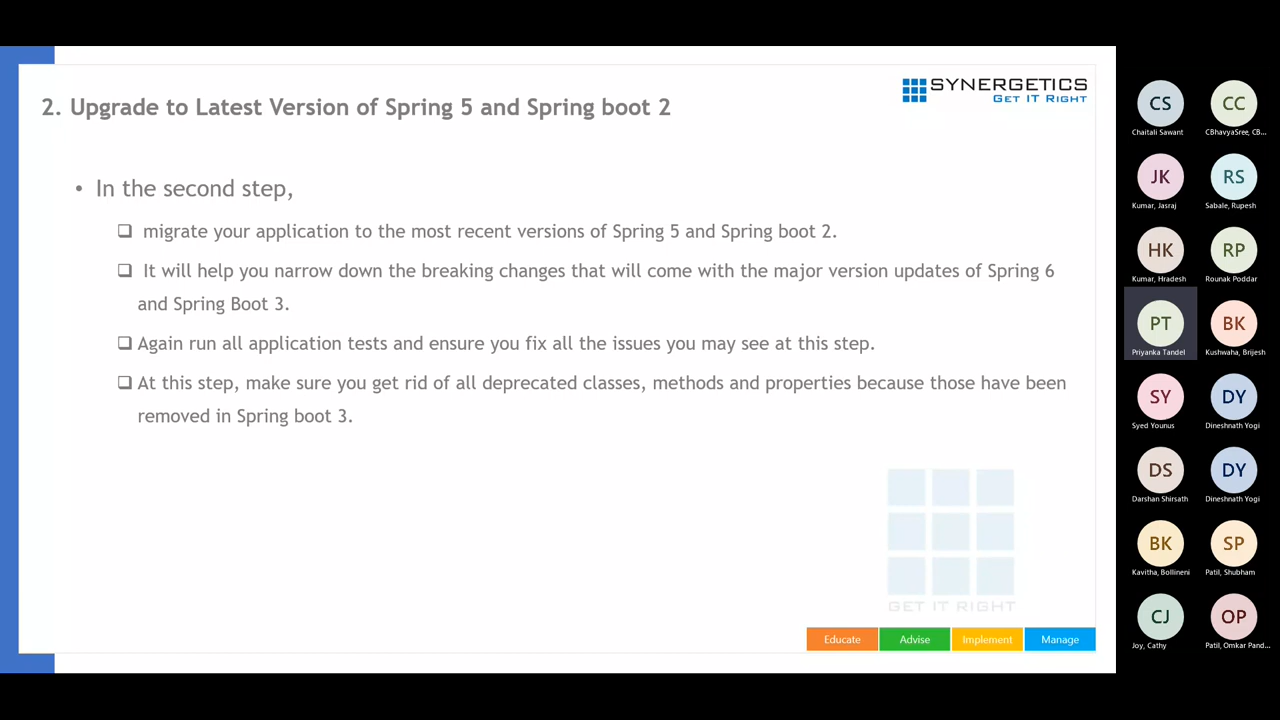 2. Upgrade to Latest Version of Spring 5 and Spring boot 2
SYNERGETICS
GET IT RIGHT
• In the second step,
❑ migrate your application to the most recent versions of Spring 5 and Spring boot 2.
❑ It will help you narrow down the breaking changes that will come with the major version updates of Spring 6
and Spring Boot 3.
❑ Again run all application tests and ensure you fix all the issues you may see at this step.
❑ At this step, make sure you get rid of all deprecated classes, methods and properties because those have been
removed in Spring boot 3.
GET IT RIGHT
Educate Advise Implement Manage
CS CC
Chaitali Sawant CBhavyaSree, CB...
JK RS
Kumar, Jasraj Sabale, Rupesh
HK RP
Kumar, Hradesh Rounak Poddar
PT BK
Priyanka Tandel Kushwaha, Brijesh
SY DY
Syed Younus Dineshnath Yogi
DS DY
Darshan Shirsath Dineshnath Yogi
BK SP
Kavitha, Bollineni Patil, Shubham
CJ OP
Joy, Cathy Patil, Omkar Pand...